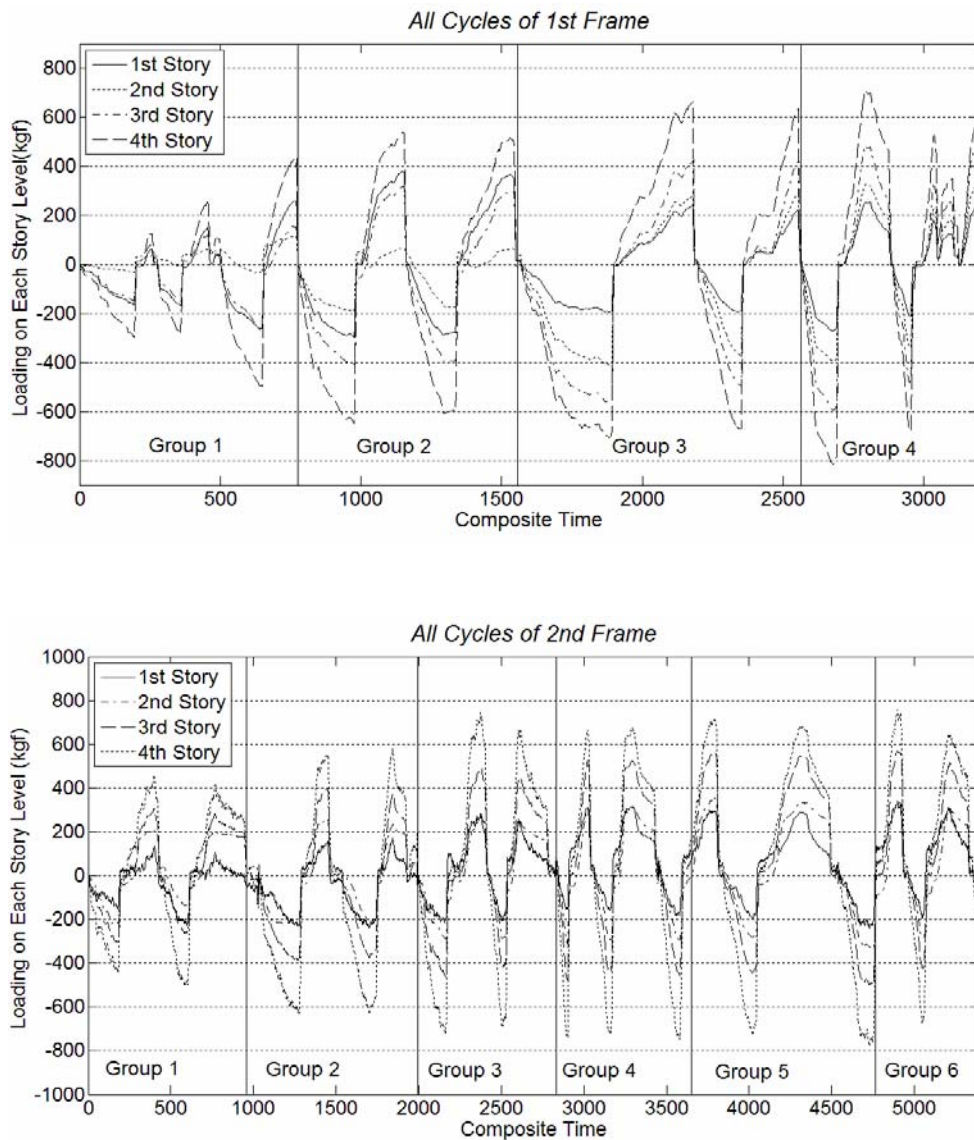 All Cycles of 1st Frame
800
600
400
200
0
-200
-400
-600
-800
Loading on Each Story Level(kgf)
1st Story
2nd Story
3rd Story
4th Story
Group 1
Group 2
Group 3
Group 4
0 500 1000 1500 2000 2500 3000
Composite Time
All Cycles of 2nd Frame
1000
800
600
400
200
0
-200
-400
-600
-800
-1000
Loading on Each Story Level (kgf)
1st Story
2nd Story
3rd Story
4th Story
Group 1
Group 2
Group 3
Group 4
Group 5
Group 6
0 500 1000 1500 2000 2500 3000 3500 4000 4500 5000
Composite Time